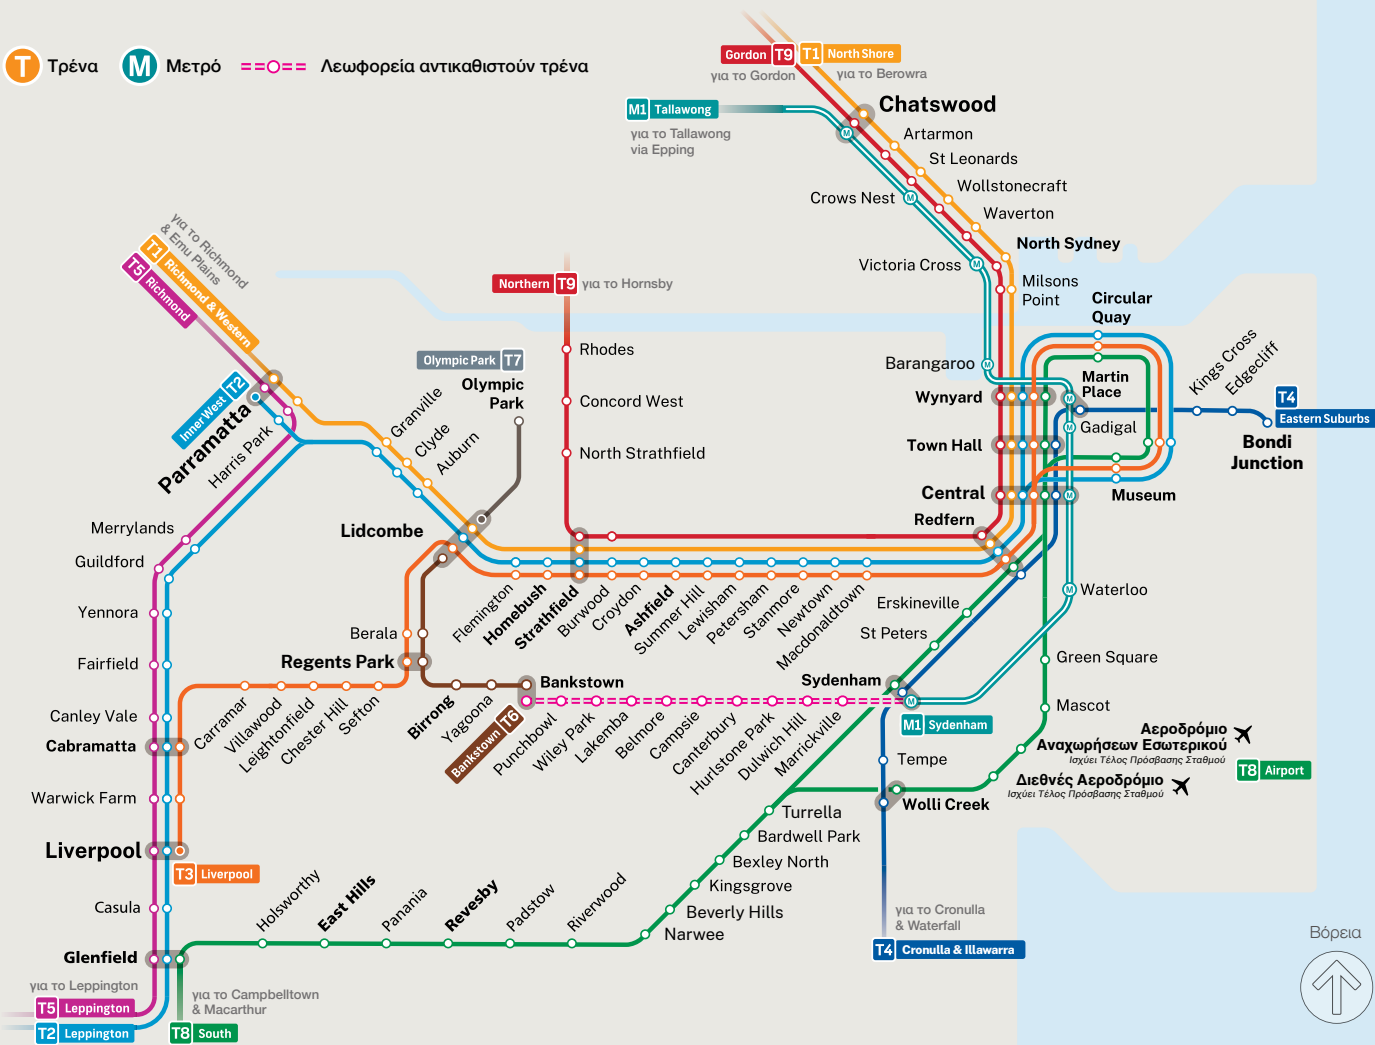 T Τρένα
M Μετρό
Λεωφορεία αντικαθιστούν τρένα
Gordon T9
T1 North Shore
για το Gordon
για το Berowra
M1 Tallawong
για το Tallawong
via Epping
Chatswood
Artarmon
St Leonards
Wollstonecraft
Waverton
North Sydney
Milsons
Point
Crows Nest
Victoria Cross
Barangaroo
Circular
Quay
Martin
Place
Gadigal
Wynyard
Town Hall
Central
Redfern
Museum
Kings Cross
Edgecliff
T4
Eastern Suburbs
Bondi
Junction
για το Richmond
& Emu Plains
T1 Richmond & Western
T5 Richmond
Inner West T2
Parramatta
Harris Park
Northern T9
για το Hornsby
Rhodes
Concord West
North Strathfield
Olympic Park T7
Olympic
Park
Granville
Clyde
Auburn
Lidcombe
Merrylands
Guildford
Yennora
Fairfield
Canley Vale
Cabramatta
Warwick Farm
Liverpool
T3 Liverpool
Casula
Glenfield
για το Leppington
T5 Leppington
T2 Leppington
για το Campbelltown
& Macarthur
T8 South
Berala
Regents Park
Carramar
Villawood
Leightonfield
Chester Hill
Sefton
Birrong
Yagoona
Bankstown
Bankstown T6
Flemington
Homebush
Strathfield
Burwood
Croydon
Ashfield
Summer Hill
Lewisham
Petersham
Stanmore
Newtown
Macdonaldtown
Punchbowl
Wiley Park
Lakemba
Belmore
Campsie
Canterbury
Hurlstone Park
Dulwich Hill
Marrickville
Erskineville
St Peters
Sydenham
M1 Sydenham
Waterloo
Green Square
Mascot
Αεροδρόμιο
Αναχωρήσεων Εσωτερικού
Ισχύει Τέλος Πρόσβασης Σταθμού
Διεθνές Αεροδρόμιο
Ισχύει Τέλος Πρόσβασης Σταθμού
T8 Airport
Tempe
Wolli Creek
Turrella
Bardwell Park
Bexley North
Kingsgrove
Beverly Hills
Narwee
Holsworthy
East Hills
Panania
Revesby
Padstow
Riverwood
για το Cronulla
& Waterfall
T4 Cronulla & Illawarra
Βόρεια